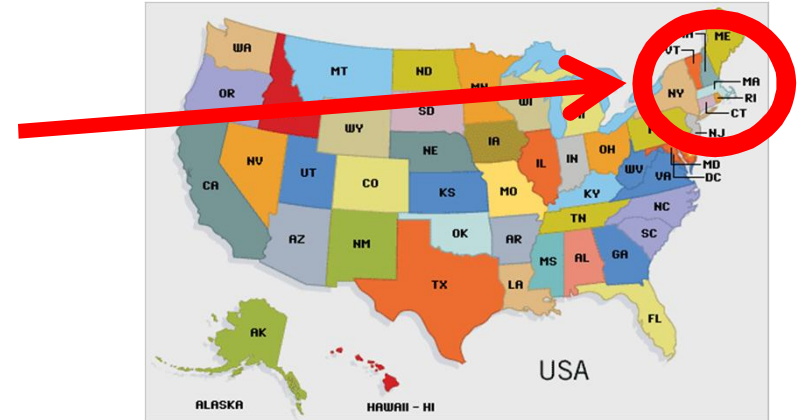 WA
ME
VT
MT
ND
MA
OR
NY
RI
SD
WI
CT
WY
IA
NJ
NV
NE
OH
UT
IL
IN
MD
CA
CO
KS
MO
WV
VA
DC
KY
NC
AZ
NM
OK
AR
TN
SC
MS
AL
GA
TX
LA
FL
AK
USA
ALASKA
HAWAII - HI